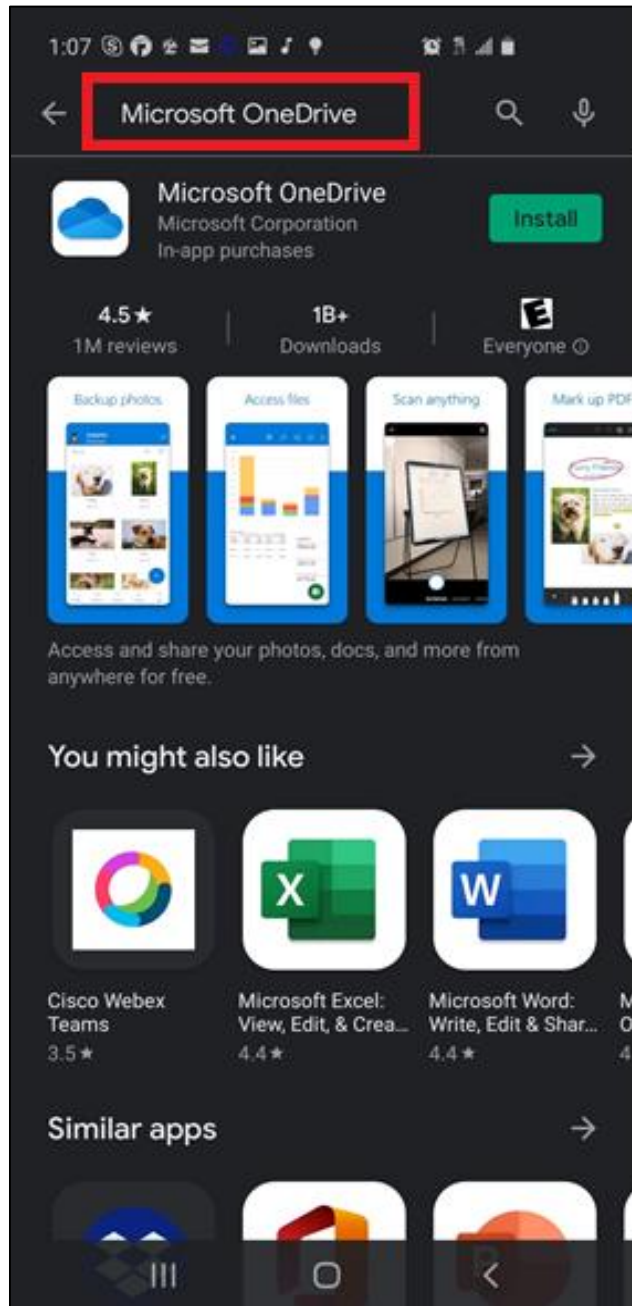 1:07
Microsoft OneDrive
Microsoft OneDrive
Microsoft Corporation
In-app purchases
Install
4.5★
1M reviews
1B+
Downloads
E
Everyone
Backup photos
Access files
Scan anything
Mark up PDF
Access and share your photos, docs, and more from
anywhere for free.
You might also like
X
W
Cisco Webex
Teams
3.5★
Microsoft Excel:
View, Edit, & Crea...
4.4★
Microsoft Word:
Write, Edit & Shar...
4.4★
M
O
4
Similar apps
P